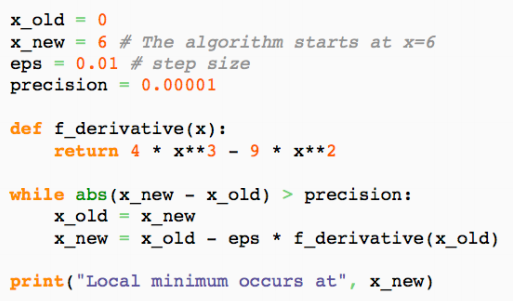 x_old = 0
x_new = 6 # The algorithm starts at x=6
eps = 0.01 # step size
precision = 0.00001

def f_derivative(x):
    return 4 * x**3 - 9 * x**2

while abs(x_new - x_old) > precision:
    x_old = x_new
    x_new = x_old - eps * f_derivative(x_old)

print("Local minimum occurs at", x_new)